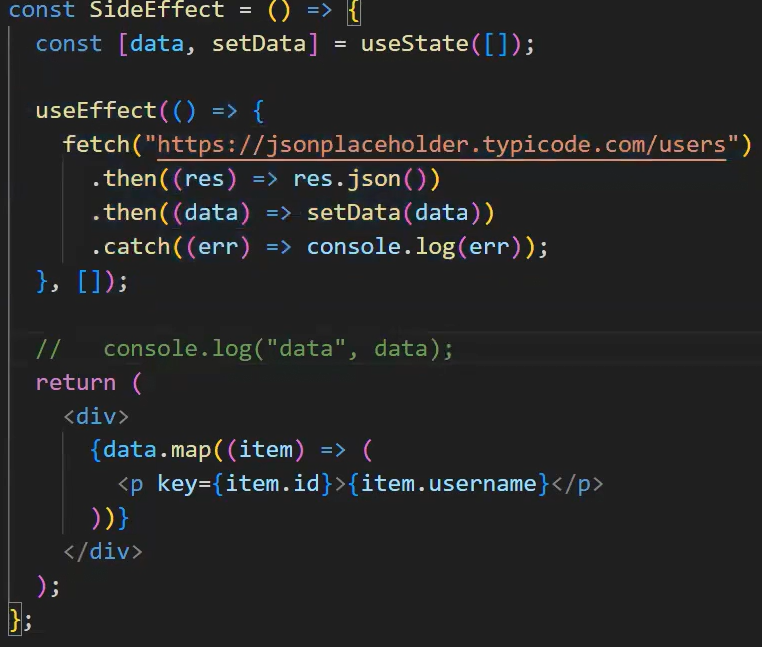 const SideEffect = () => {
  const [data, setData] = useState([]);

  useEffect(() => {
    fetch("https://jsonplaceholder.typicode.com/users")
      .then((res) => res.json())
      .then((data) => setData(data))
      .catch((err) => console.log(err));
  }, []);

  //   console.log("data", data);
  return (
    <div>
      {data.map((item) => (
        <p key={item.id}>{item.username}</p>
      ))}
    </div>
  );
};